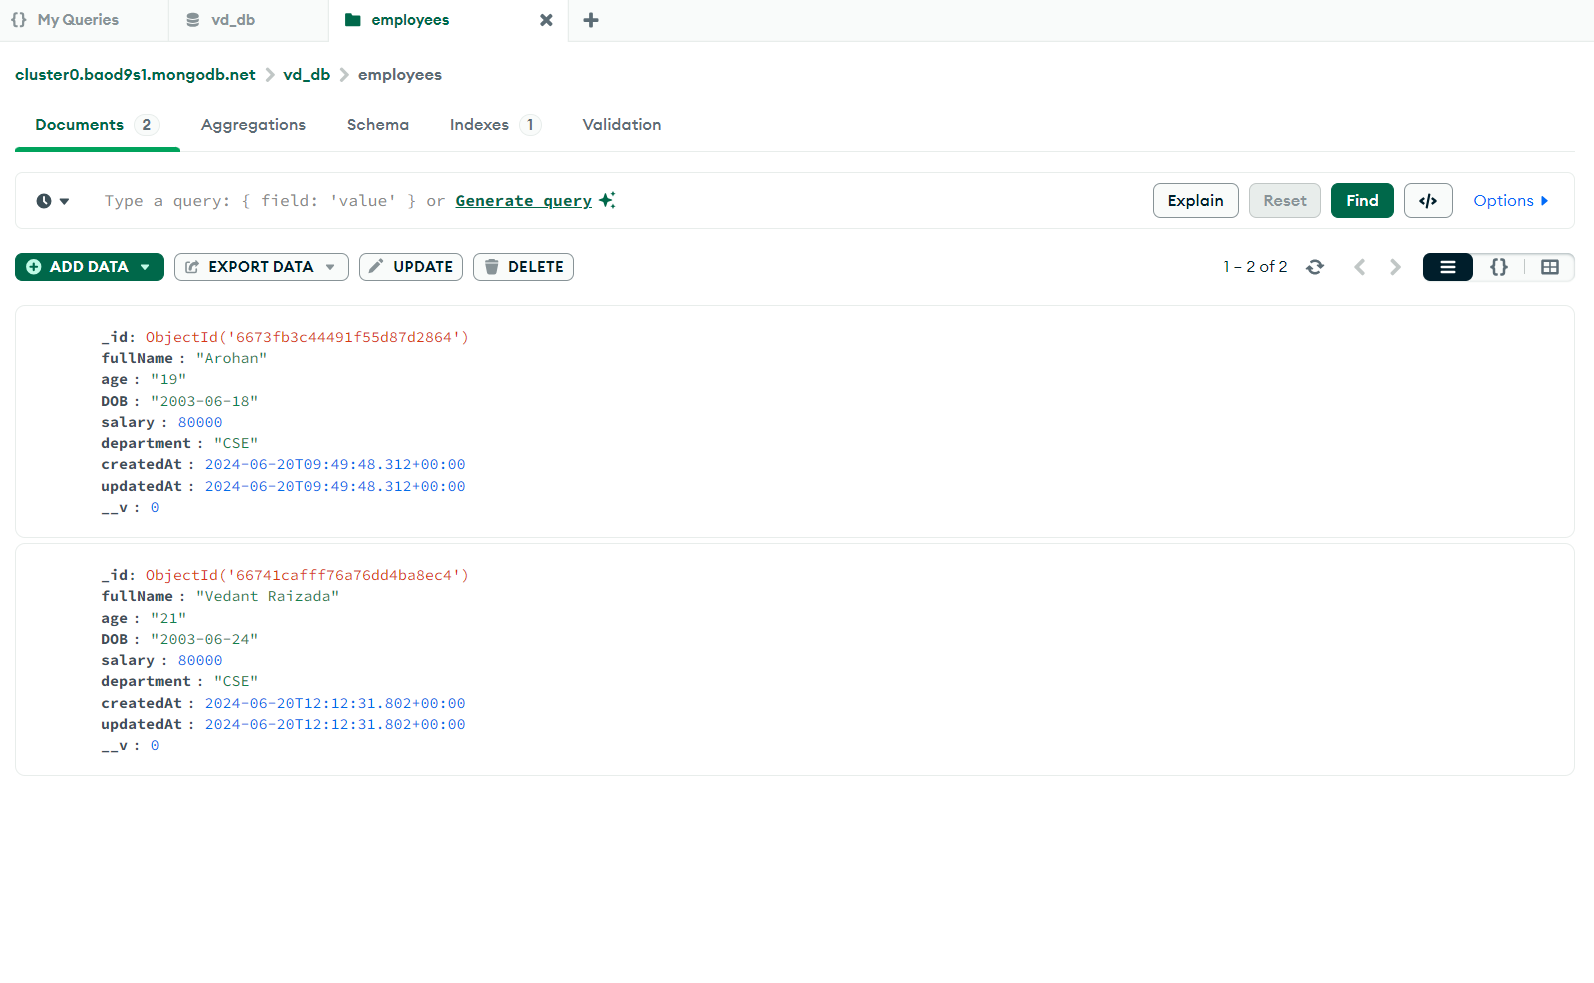 {} My Queries vd_db employees
cluster0.baod9s1.mongodb.net > vd_db > employees
Documents 2 Aggregations Schema Indexes 1 Validation
Type a query: { field: 'value' } or Generate query Explain Reset Find </> Options
ADD DATA EXPORT DATA UPDATE DELETE 1 – 2 of 2 {}
_id: ObjectId('6673fb3c44491f55d87d2864')
fullName : "Arohan"
age : "19"
DOB : "2003-06-18"
salary : 80000
department : "CSE"
createdAt : 2024-06-20T09:49:48.312+00:00
updatedAt : 2024-06-20T09:49:48.312+00:00
__v : 0
_id: ObjectId('66741cafff76a76dd4ba8ec4')
fullName : "Vedant Raizada"
age : "21"
DOB : "2003-06-24"
salary : 80000
department : "CSE"
createdAt : 2024-06-20T12:12:31.802+00:00
updatedAt : 2024-06-20T12:12:31.802+00:00
__v : 0